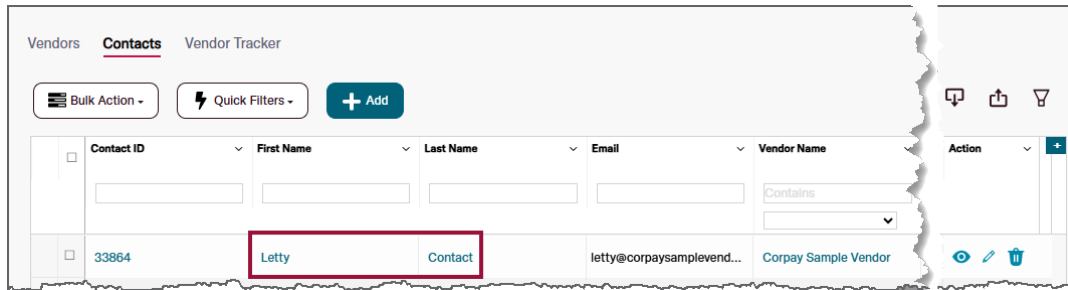 Vendors Contacts Vendor Tracker
Bulk Action Quick Filters + Add
Contact ID First Name Last Name Email Vendor Name Action +
Contains
33864 Letty Contact letty@corpaysamplevend... Corpay Sample Vendor